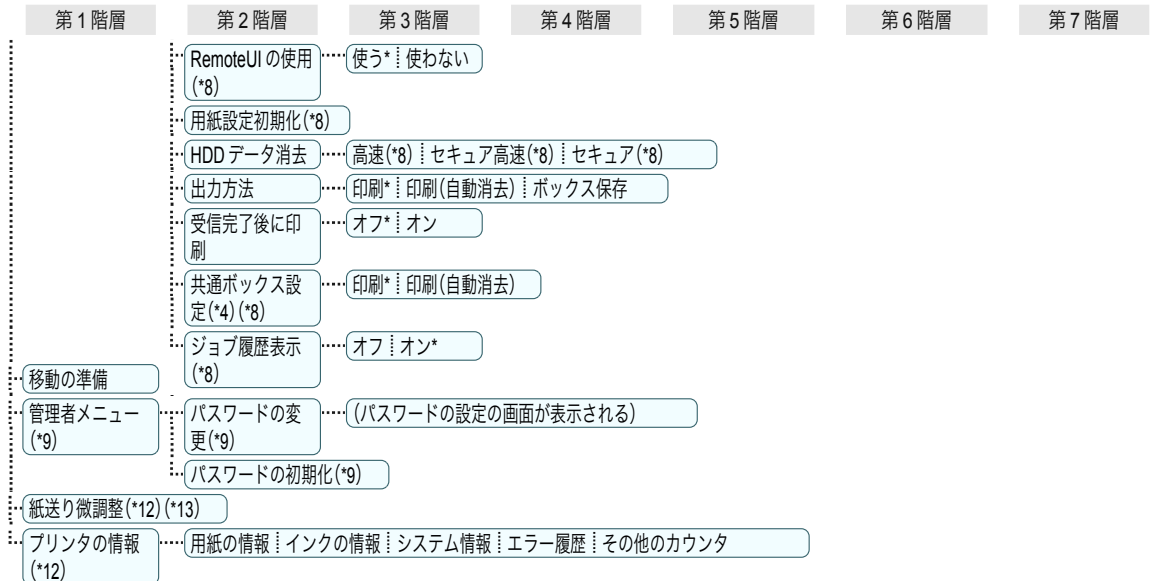 第1階層 第2階層 第3階層 第4階層 第5階層 第6階層 第7階層
RemoteUIの使用 使う* 使わない
(*8)
用紙設定初期化(*8)
HDDデータ消去 高速(*8) セキュア高速(*8) セキュア(*8)
出力方法 印刷* 印刷(自動消去) ボックス保存
受信完了後に印 オフ* オン
刷
共通ボックス設 印刷* 印刷(自動消去)
定(*4)(*8)
ジョブ履歴表示 オフ オン*
(*8)
移動の準備
管理者メニュー パスワードの変 (パスワードの設定の画面が表示される)
(*9) 更(*9)
パスワードの初期化(*9)
紙送り微調整(*12)(*13)
プリンタの情報 用紙の情報 インクの情報 システム情報 エラー履歴 その他のカウンタ
(*12)